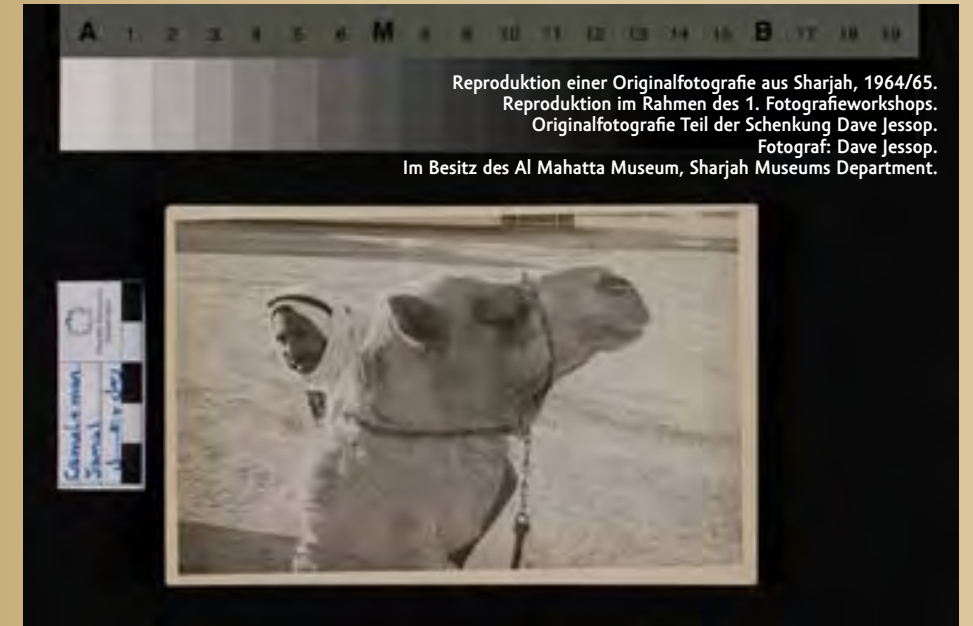 A 1 2 3 4 5 6 M 8 9 10 11 12 13 14 15 B 17 18 19
Reproduktion einer Originalfotografie aus Sharjah, 1964/65.
Reproduktion im Rahmen des 1. Fotografieworkshops.
Originalfotografie Teil der Schenkung Dave Jessop.
Fotograf: Dave Jessop.
Im Besitz des Al Mahatta Museum, Sharjah Museums Department.
Camel + man
Jamal